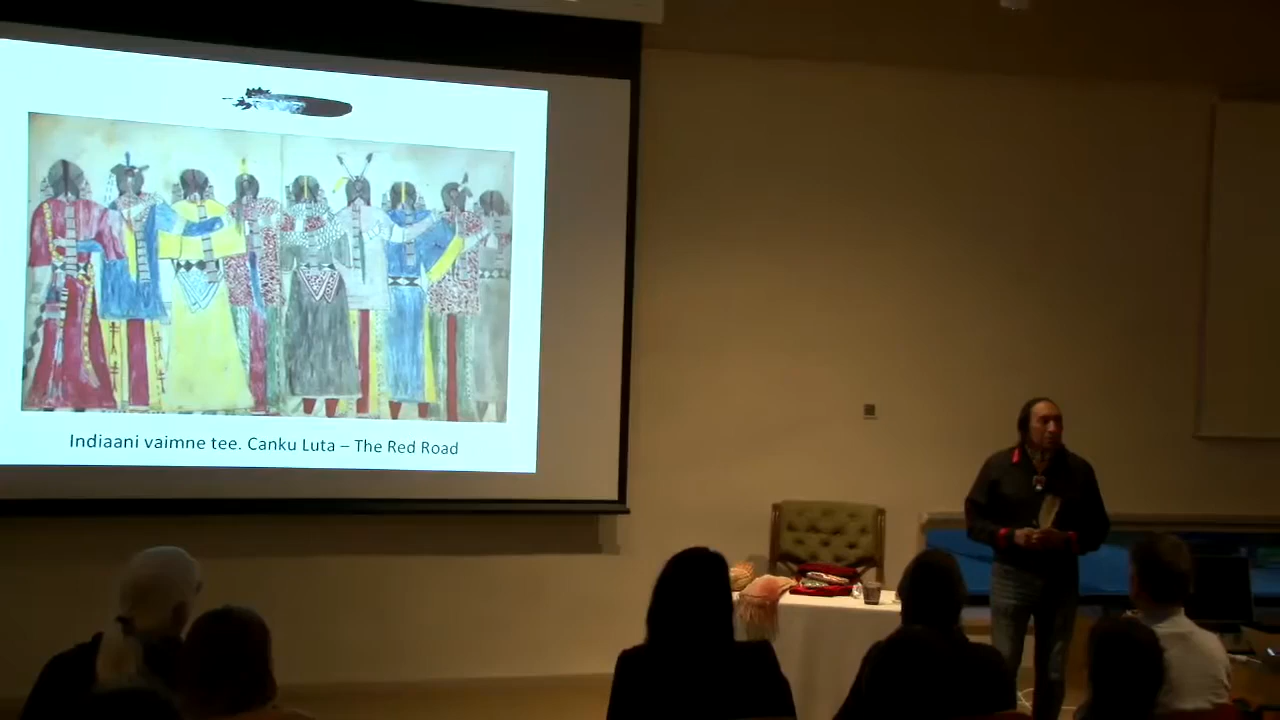 Indiaani vaimne tee. Canku Luta – The Red Road